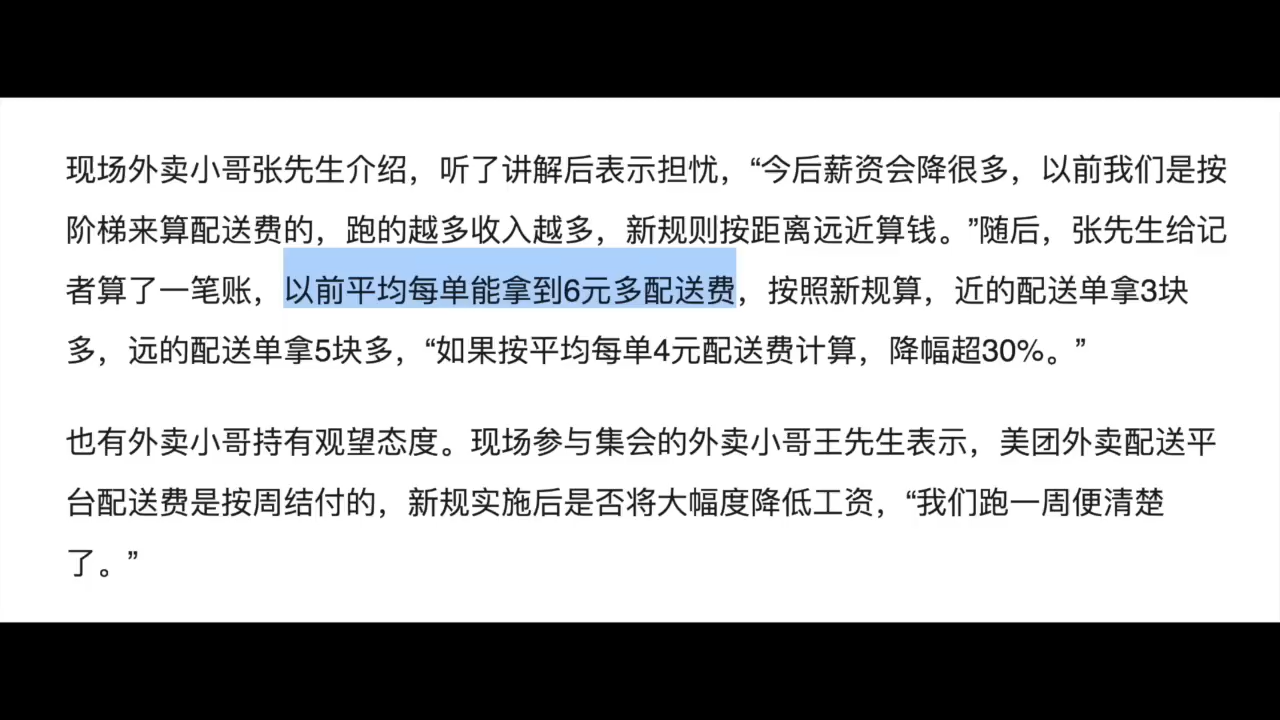 现场外卖小哥张先生介绍，听了讲解后表示担忧，“今后薪资会降很多，以前我们是按
阶梯来算配送费的，跑的越多收入越多，新规则按距离远近算钱。”随后，张先生给记
者算了一笔账，以前平均每单能拿到6元多配送费，按照新规算，近的配送单拿3块
多，远的配送单拿5块多，“如果按平均每单4元配送费计算，降幅超30%。”
也有外卖小哥持有观望态度。现场参与集会的外卖小哥王先生表示，美团外卖配送平
台配送费是按周结付的，新规实施后是否将大幅度降低工资，“我们跑一周便清楚
了。”